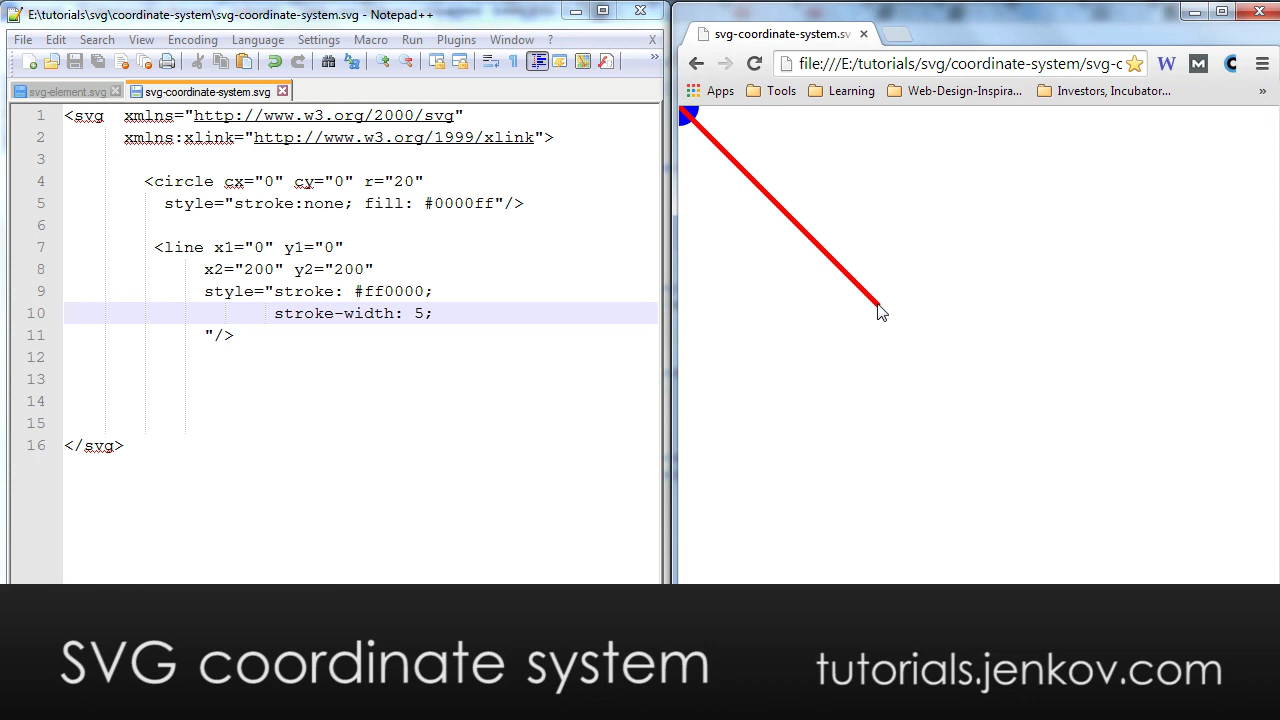 E:\tutorials\svg\coordinate-system\svg-coordinate-system.svg - Notepad++
File Edit Search View Encoding Language Settings Macro Run Plugins Window ? X
svg-element.svg svg-coordinate-system.svg
1 <svg xmlns="http://www.w3.org/2000/svg"
2 xmlns:xlink="http://www.w3.org/1999/xlink">
3
4 <circle cx="0" cy="0" r="20"
5 style="stroke:none; fill: #0000ff"/>
6
7 <line x1="0" y1="0"
8 x2="200" y2="200"
9 style="stroke: #ff0000;
10 stroke-width: 5;
11 "/>
12
13
14
15
16 </svg>
svg-coordinate-system.sv
file:///E:/tutorials/svg/coordinate-system/svg-c
W M C
Apps Tools Learning Web-Design-Inspira... Investors, Incubator... »
SVG coordinate system
tutorials.jenkov.com